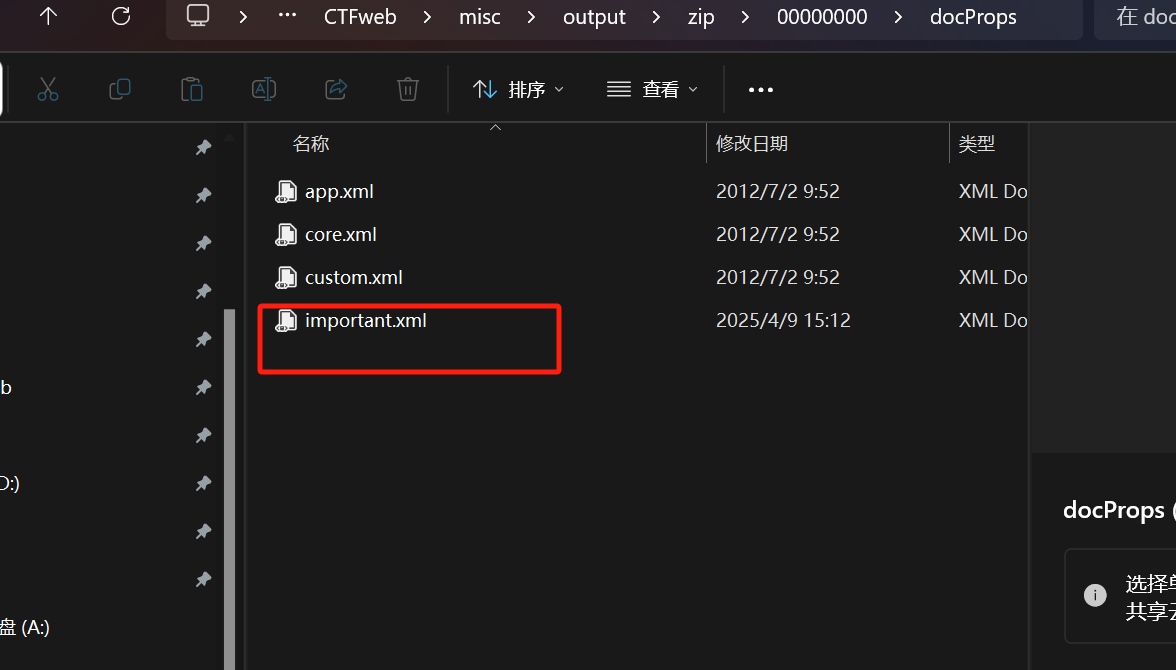 CTFweb > misc > output > zip > 00000000 > docProps
在 doc
排序
查看
名称 修改日期 类型
app.xml 2012/7/2 9:52 XML Do
core.xml 2012/7/2 9:52 XML Do
custom.xml 2012/7/2 9:52 XML Do
important.xml 2025/4/9 15:12 XML Do
b
D:)
盘 (A:)
docProps (
选择单
共享云